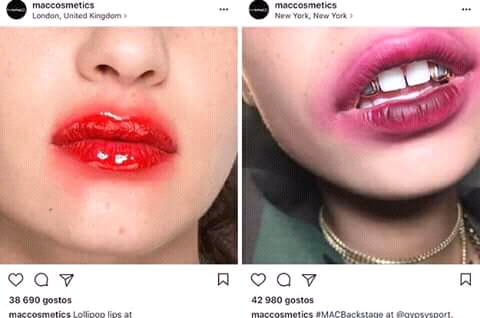 maccosmetics
London, United Kingdom >
38 690 gostos
maccosmetics Lollipop lips at
maccosmetics
New York, New York >
42 980 gostos
maccosmetics #MACBackstage at @gypsysport,